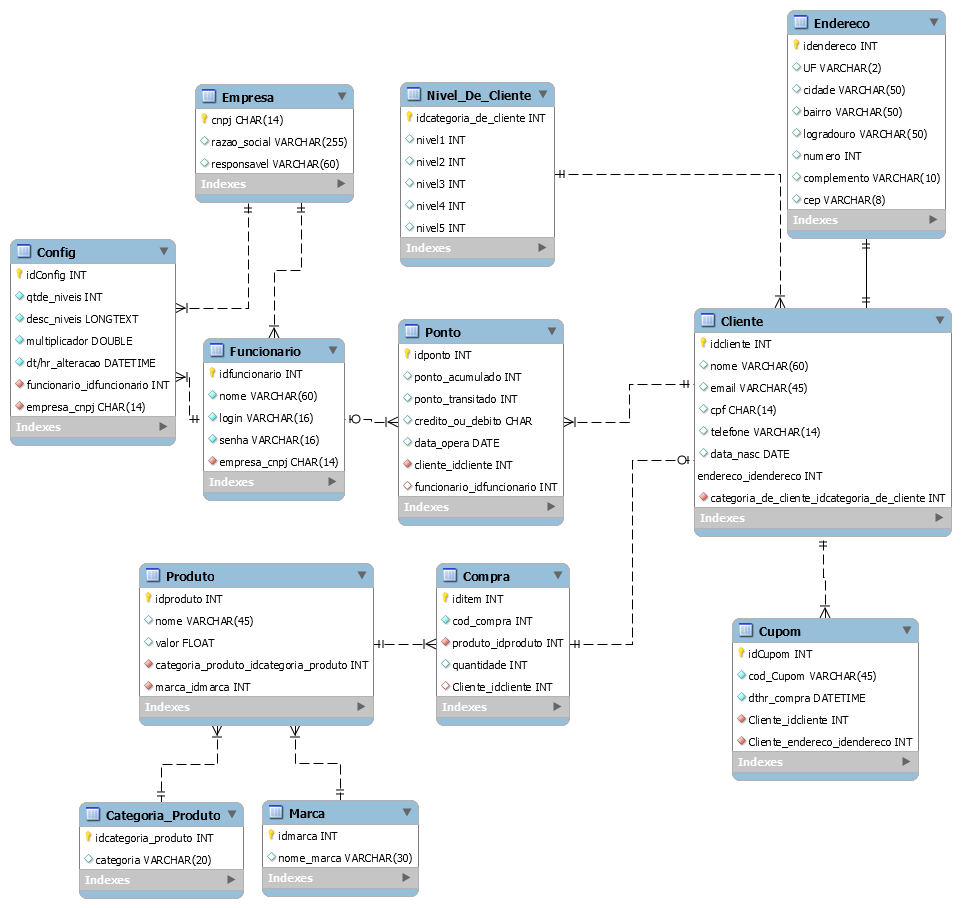 Endereco
idendereco INT
UF VARCHAR(2)
cidade VARCHAR(50)
bairro VARCHAR(50)
logradouro VARCHAR(50)
numero INT
complemento VARCHAR(10)
cep VARCHAR(8)
Indexes
Empresa
cnpj CHAR(14)
razao_social VARCHAR(255)
responsavel VARCHAR(60)
Indexes
Nivel_De_Cliente
idcategoria_de_cliente INT
nivel1 INT
nivel2 INT
nivel3 INT
nivel4 INT
nivel5 INT
Indexes
Config
idConfig INT
qtde_niveis INT
desc_niveis LONGTEXT
multiplicador DOUBLE
dt/hr_alteracao DATETIME
funcionario_idfuncionario INT
empresa_cnpj CHAR(14)
Indexes
Funcionario
idfuncionario INT
nome VARCHAR(60)
login VARCHAR(16)
senha VARCHAR(16)
empresa_cnpj CHAR(14)
Indexes
Ponto
idponto INT
ponto_acumulado INT
ponto_transitado INT
credito_ou_debito CHAR
data_opera DATE
cliente_idcliente INT
funcionario_idfuncionario INT
Indexes
Cliente
idcliente INT
nome VARCHAR(60)
email VARCHAR(45)
cpf CHAR(14)
telefone VARCHAR(14)
data_nasc DATE
endereco_idendereco INT
categoria_de_cliente_idcategoria_de_cliente INT
Indexes
Produto
idproduto INT
nome VARCHAR(45)
valor FLOAT
categoria_produto_idcategoria_produto INT
marca_idmarca INT
Indexes
Compra
iditem INT
cod_compra INT
produto_idproduto INT
quantidade INT
Cliente_idcliente INT
Indexes
Cupom
idCupom INT
cod_Cupom VARCHAR(45)
dthr_compra DATETIME
Cliente_idcliente INT
Cliente_endereco_idendereco INT
Indexes
Categoria_Produto
idcategoria_produto INT
categoria VARCHAR(20)
Indexes
Marca
idmarca INT
nome_marca VARCHAR(30)
Indexes